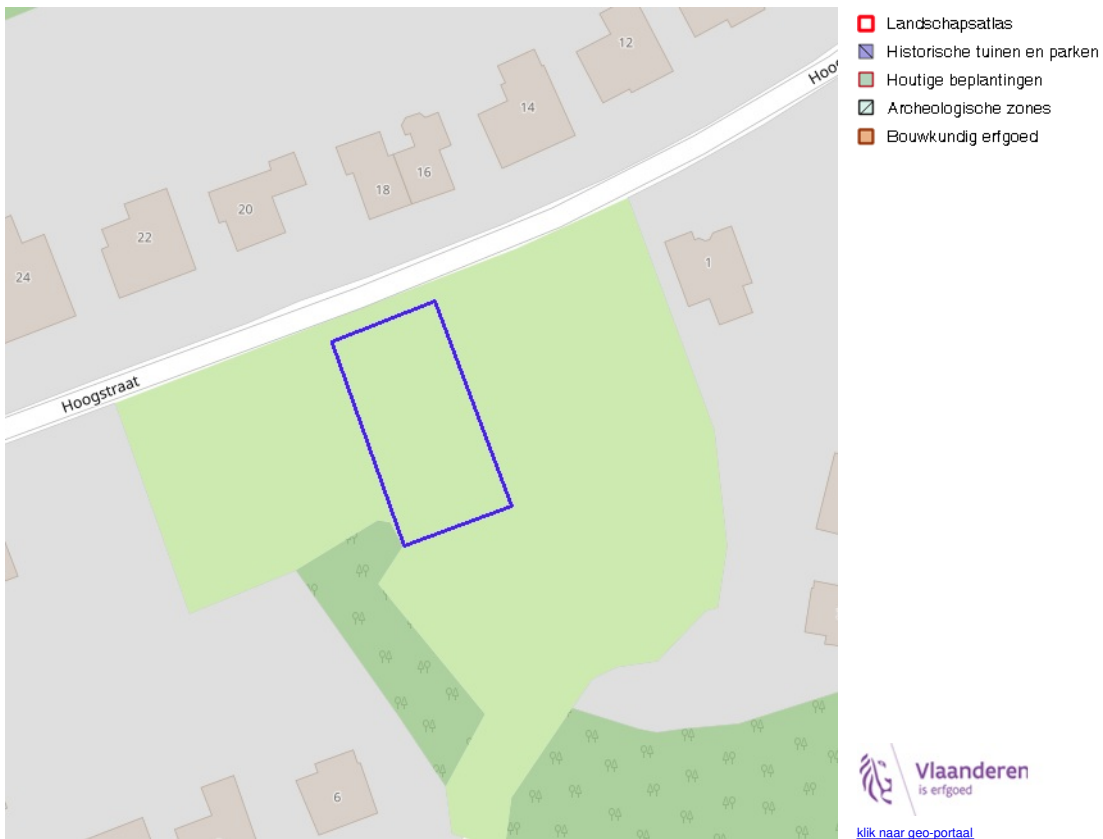 Landschapsatlas
Historische tuinen en parken
Houtige beplantingen
Archeologische zones
Bouwkundig erfgoed
12
14
16
18
20
22
24
1
Hoogstraat
6
Vlaanderen
is erfgoed
klik naar geo-portaal